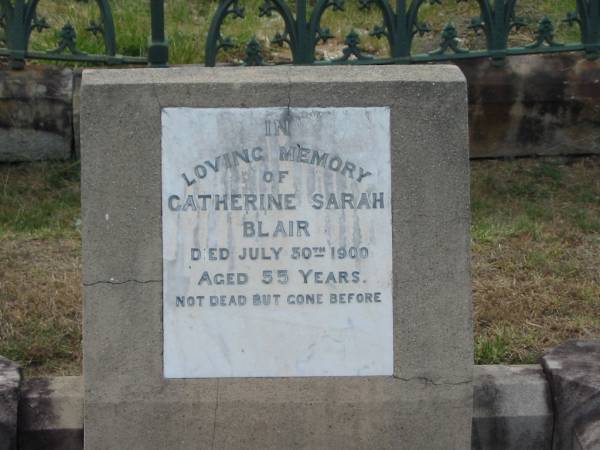 IN
LOVING MEMORY
OF
CATHERINE SARAH
BLAIR
DIED JULY 30TH 1900
AGED 55 YEARS.
NOT DEAD BUT GONE BEFORE